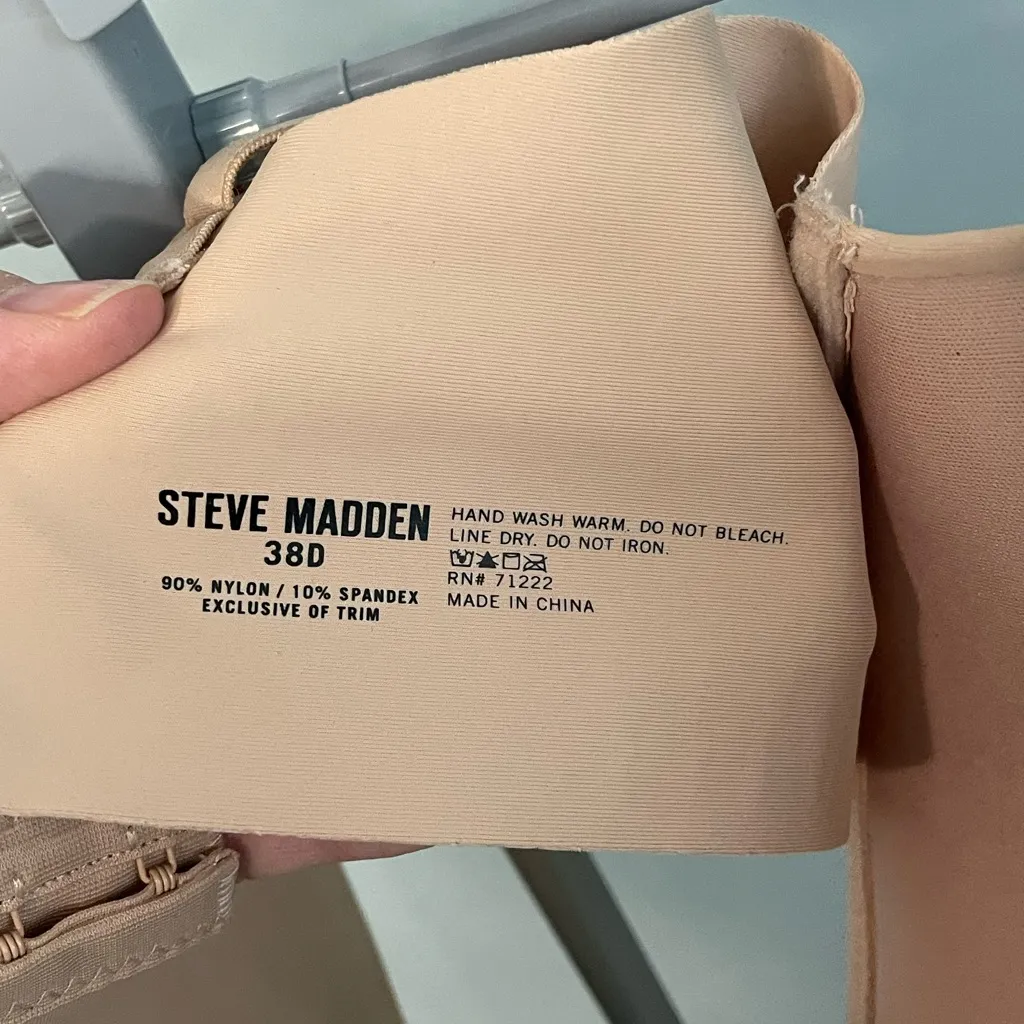 STEVE MADDEN
38D
90% NYLON / 10% SPANDEX
EXCLUSIVE OF TRIM
HAND WASH WARM. DO NOT BLEACH.
LINE DRY. DO NOT IRON.
RN# 71222
MADE IN CHINA